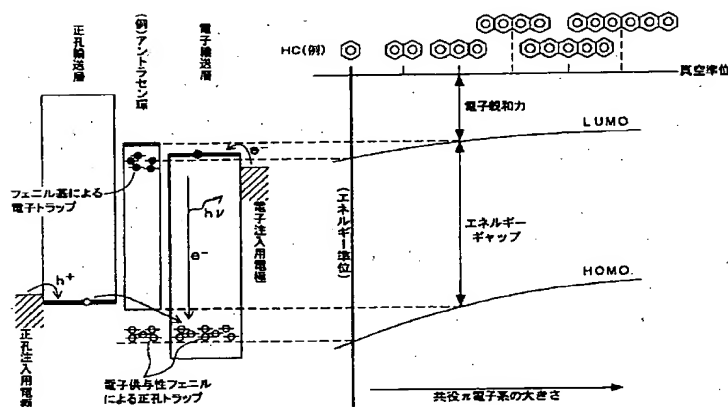 正孔輸送層
(例)アントラセン環
電子輸送層
HC(例)
真空準位
電子親和力
LUMO
e⁻
フェニル基による
電子トラップ
hν
e⁻
電子注入用電極
(エネルギー準位)
エネルギー
ギャップ
HOMO.
h⁺
正孔注入用電極
電子供与性フェニル
による正孔トラップ
共役π電子系の大きさ